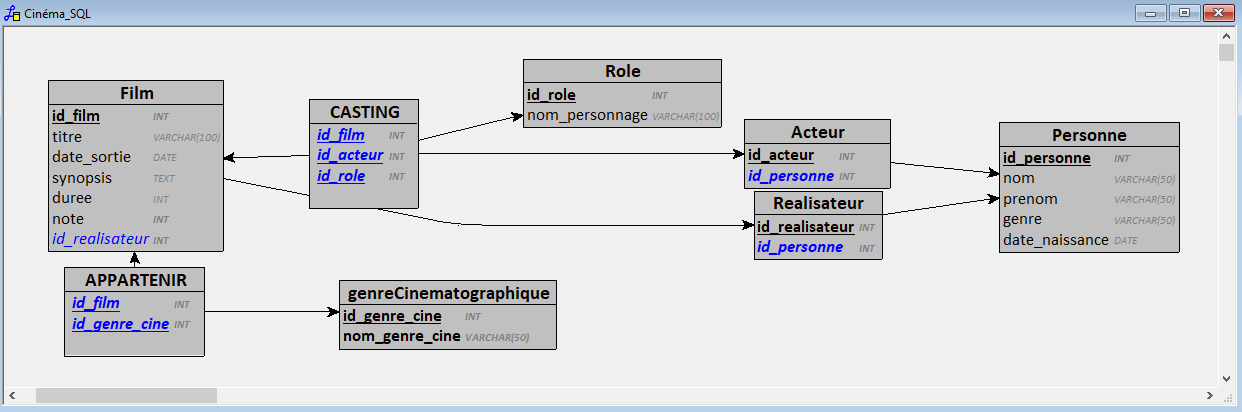 Cinéma_SQL
Film
id_film INT
titre VARCHAR(100)
date_sortie DATE
synopsis TEXT
duree INT
note INT
id_realisateur INT
CASTING
id_film INT
id_acteur INT
id_role INT
Role
id_role INT
nom_personnage VARCHAR(100)
Acteur
id_acteur INT
id_personne INT
Realisateur
id_realisateur INT
id_personne INT
Personne
id_personne INT
nom VARCHAR(50)
prenom VARCHAR(50)
genre VARCHAR(50)
date_naissance DATE
APPARTENIR
id_film INT
id_genre_cine INT
genreCinematographique
id_genre_cine INT
nom_genre_cine VARCHAR(50)